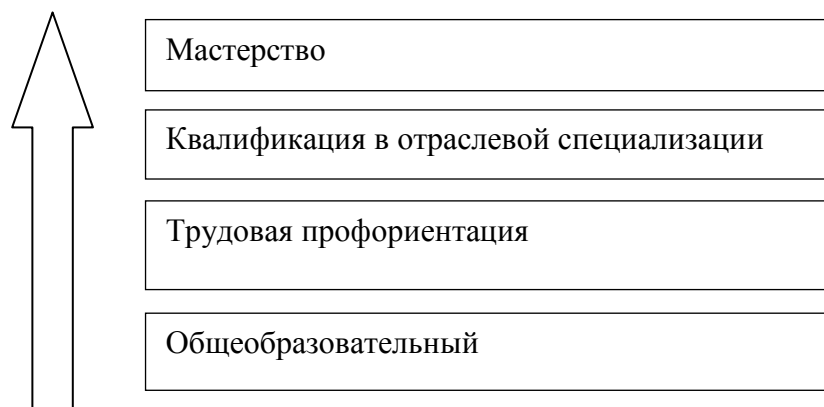 Мастерство
Квалификация в отраслевой специализации
Трудовая профориентация
Общеобразовательный